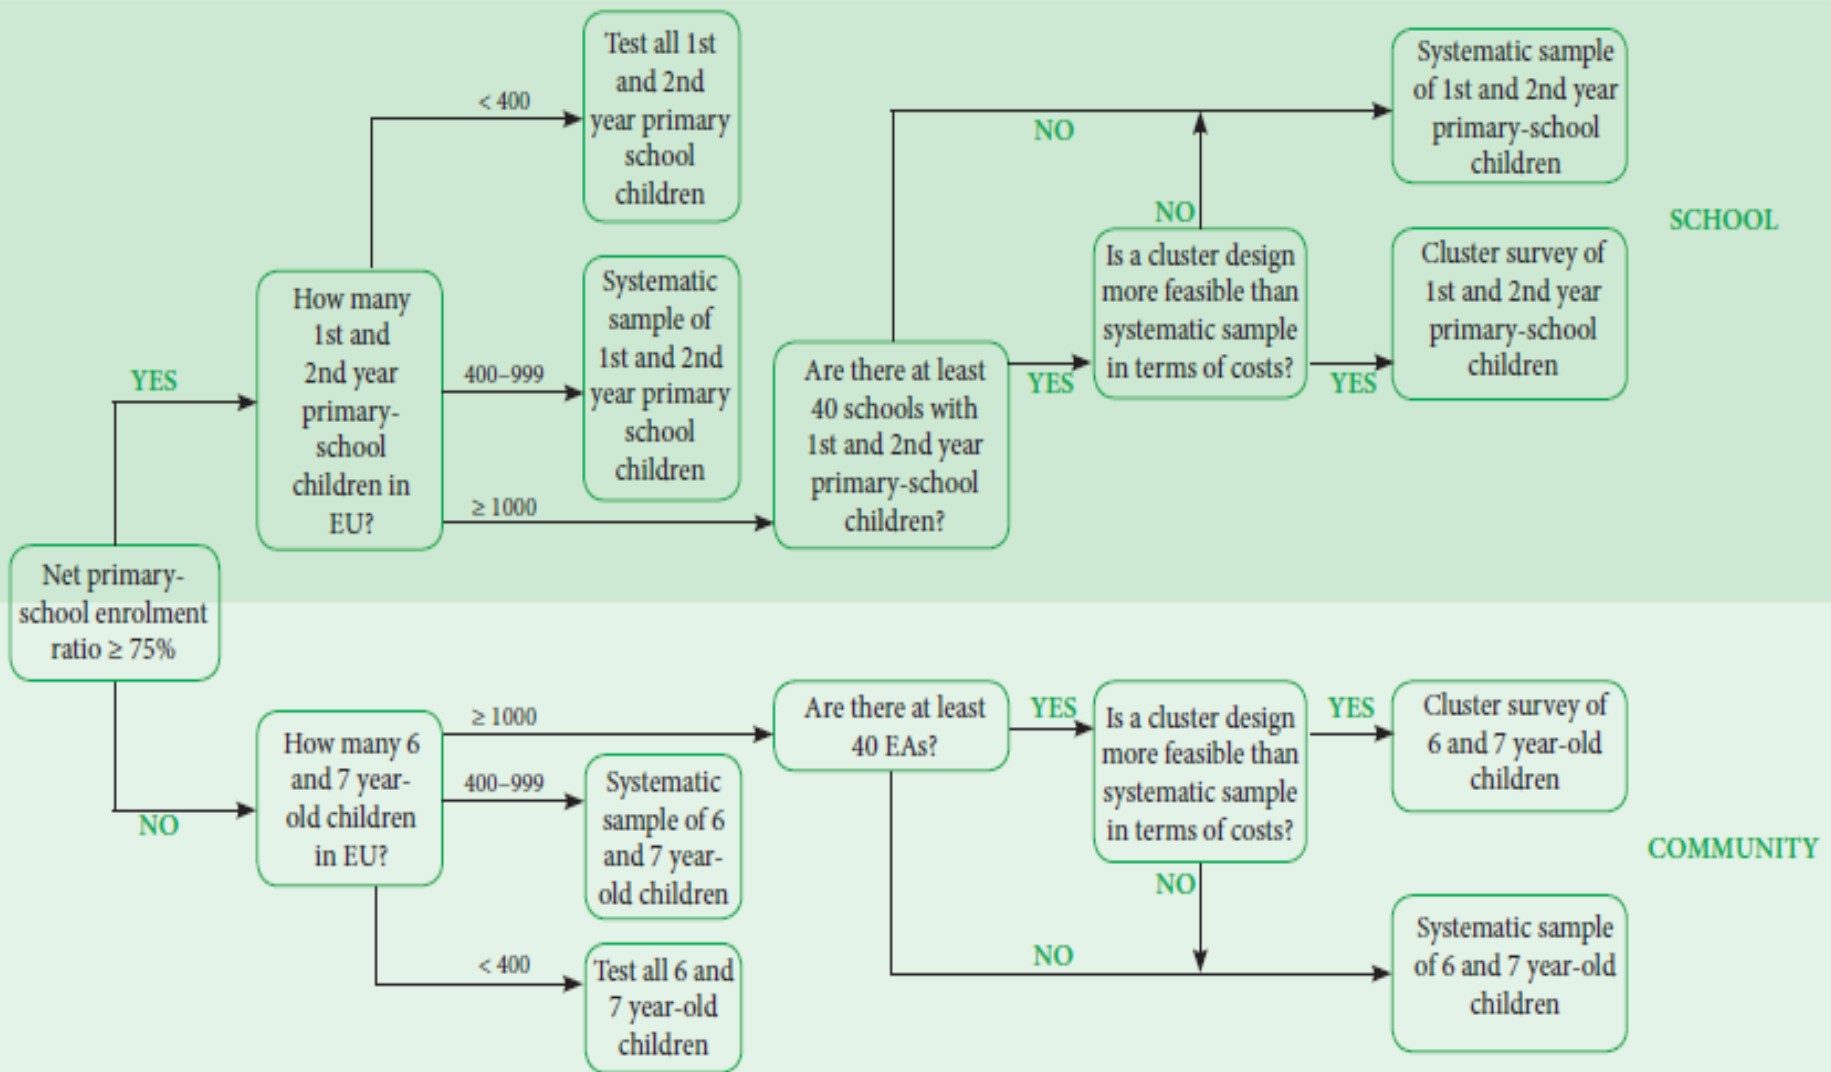 Test all 1st
and 2nd
year primary
school
children
< 400
Systematic sample
of 1st and 2nd year
primary-school
children
NO
NO
SCHOOL
Is a cluster design
more feasible than
systematic sample
in terms of costs?
Cluster survey of
1st and 2nd year
primary-school
children
YES
YES
How many
1st and
2nd year
primary-
school
children in
EU?
Systematic
sample of
1st and 2nd
year primary
school
children
400–999
≥ 1000
YES
Are there at least
40 schools with
1st and 2nd year
primary-school
children?
Net primary-
school enrolment
ratio ≥ 75%
NO
How many 6
and 7 year-
old children
in EU?
≥ 1000
400–999
< 400
Systematic
sample of 6
and 7 year-
old children
Test all 6 and
7 year-old
children
Are there at least
40 EAs?
YES
Is a cluster design
more feasible than
systematic sample
in terms of costs?
YES
Cluster survey of
6 and 7 year-old
children
COMMUNITY
NO
NO
Systematic sample
of 6 and 7 year-old
children